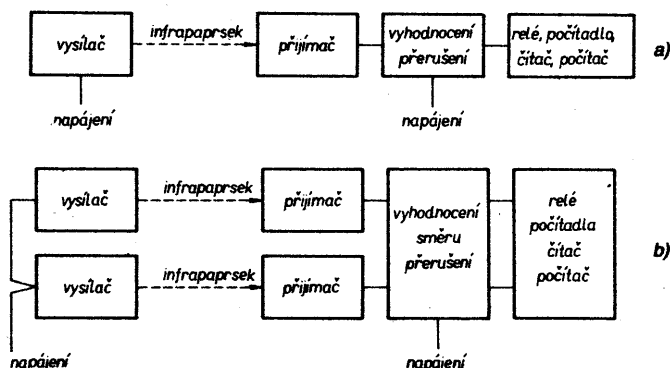 vysílač
infrapaprsek
přijímač
vyhodnocení
přerušení
relé, počítadlo,
čítač, počítač
a)
napájení
napájení
vysílač
infrapaprsek
přijímač
vyhodnocení
směru
přerušení
relé
počítadla
čítač
počítač
b)
vysílač
infrapaprsek
přijímač
napájení
napájení